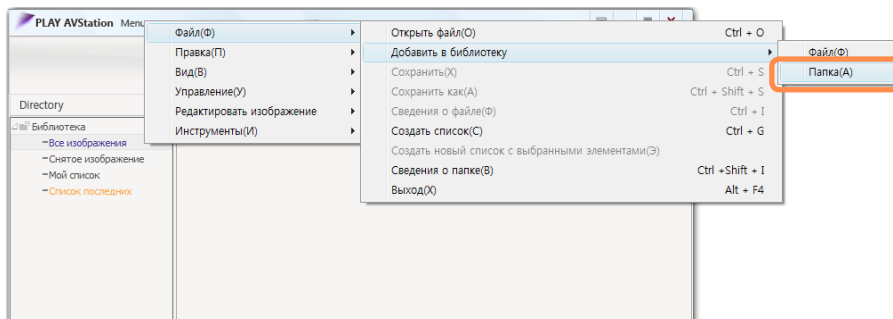 PLAY AVStation Menu
Файл(Ф)
Правка(П)
Вид(В)
Управление(У)
Редактировать изображение
Инструменты(И)
Открыть файл(О) Ctrl + O
Добавить в библиотеку
Сохранить(Х) Ctrl + S
Сохранить как(А) Ctrl + Shift + S
Сведения о файле(Ф) Ctrl + I
Создать список(С) Ctrl + G
Создать новый список с выбранными элементами(Э)
Сведения о папке(В) Ctrl +Shift + I
Выход(Х) Alt + F4
Файл(Ф)
Папка(А)
Directory
Библиотека
Все изображения
Снятое изображение
Мой список
Список последних